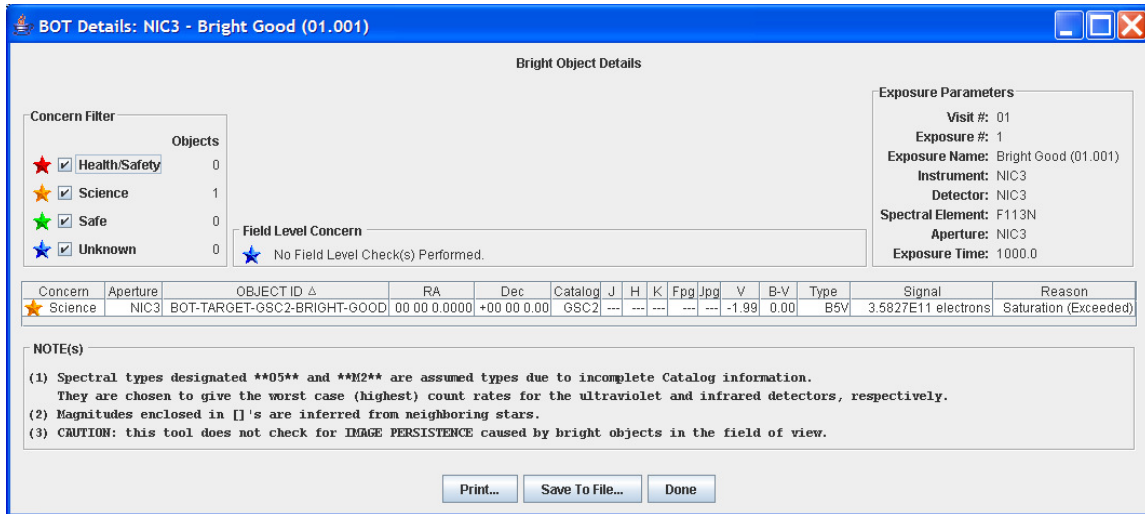 BOT Details: NIC3 - Bright Good (01.001)
Bright Object Details
Concern Filter
Objects
Health/Safety 0
Science 1
Safe 0
Unknown 0
Field Level Concern
No Field Level Check(s) Performed.
Exposure Parameters
Visit #: 01
Exposure #: 1
Exposure Name: Bright Good (01.001)
Instrument: NIC3
Detector: NIC3
Spectral Element: F113N
Aperture: NIC3
Exposure Time: 1000.0
Concern Aperture OBJECT ID △ RA Dec Catalog J H K Fpg Jpg V B-V Type Signal Reason
Science NIC3 BOT-TARGET-GSC2-BRIGHT-GOOD 00 00 0.0000 +00 00 0.00 GSC2 --- --- --- --- --- -1.99 0.00 B5V 3.5827E11 electrons Saturation (Exceeded)
NOTE(s)
(1) Spectral types designated **O5** and **M2** are assumed types due to incomplete Catalog information.
They are chosen to give the worst case (highest) count rates for the ultraviolet and infrared detectors, respectively.
(2) Magnitudes enclosed in []'s are inferred from neighboring stars.
(3) CAUTION: this tool does not check for IMAGE PERSISTENCE caused by bright objects in the field of view.
Print... Save To File... Done